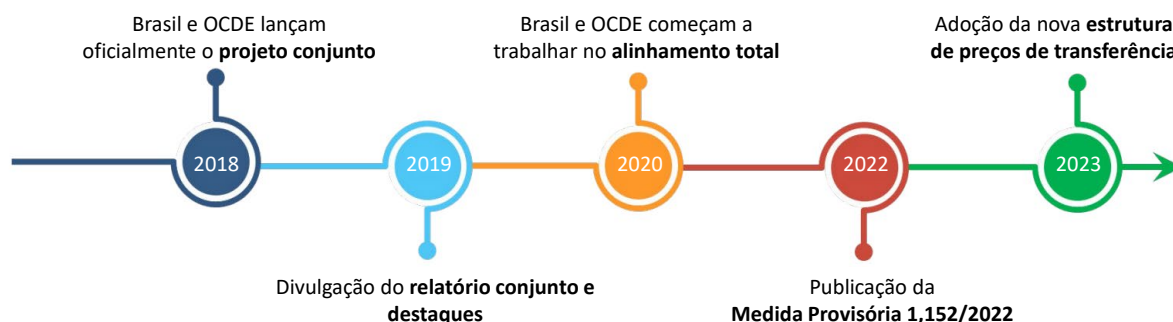 Brasil e OCDE lançam
oficialmente o projeto conjunto
Brasil e OCDE começam a
trabalhar no alinhamento total
Adoção da nova estrutura
de preços de transferência
2018
2019
2020
2022
2023
Divulgação do relatório conjunto e
destaques
Publicação da
Medida Provisória 1,152/2022